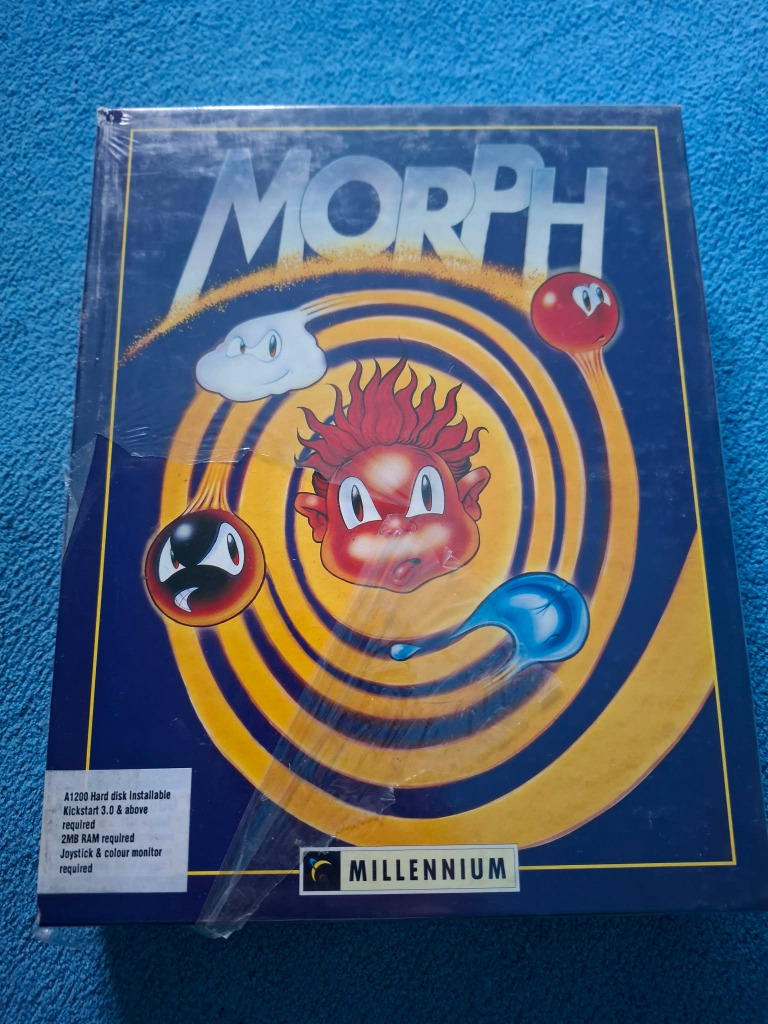 MORPH
A1200 Hard disk Installable
Kickstart 3.0 & above
required
2MB RAM required
Joystick & colour monitor
required
MILLENNIUM